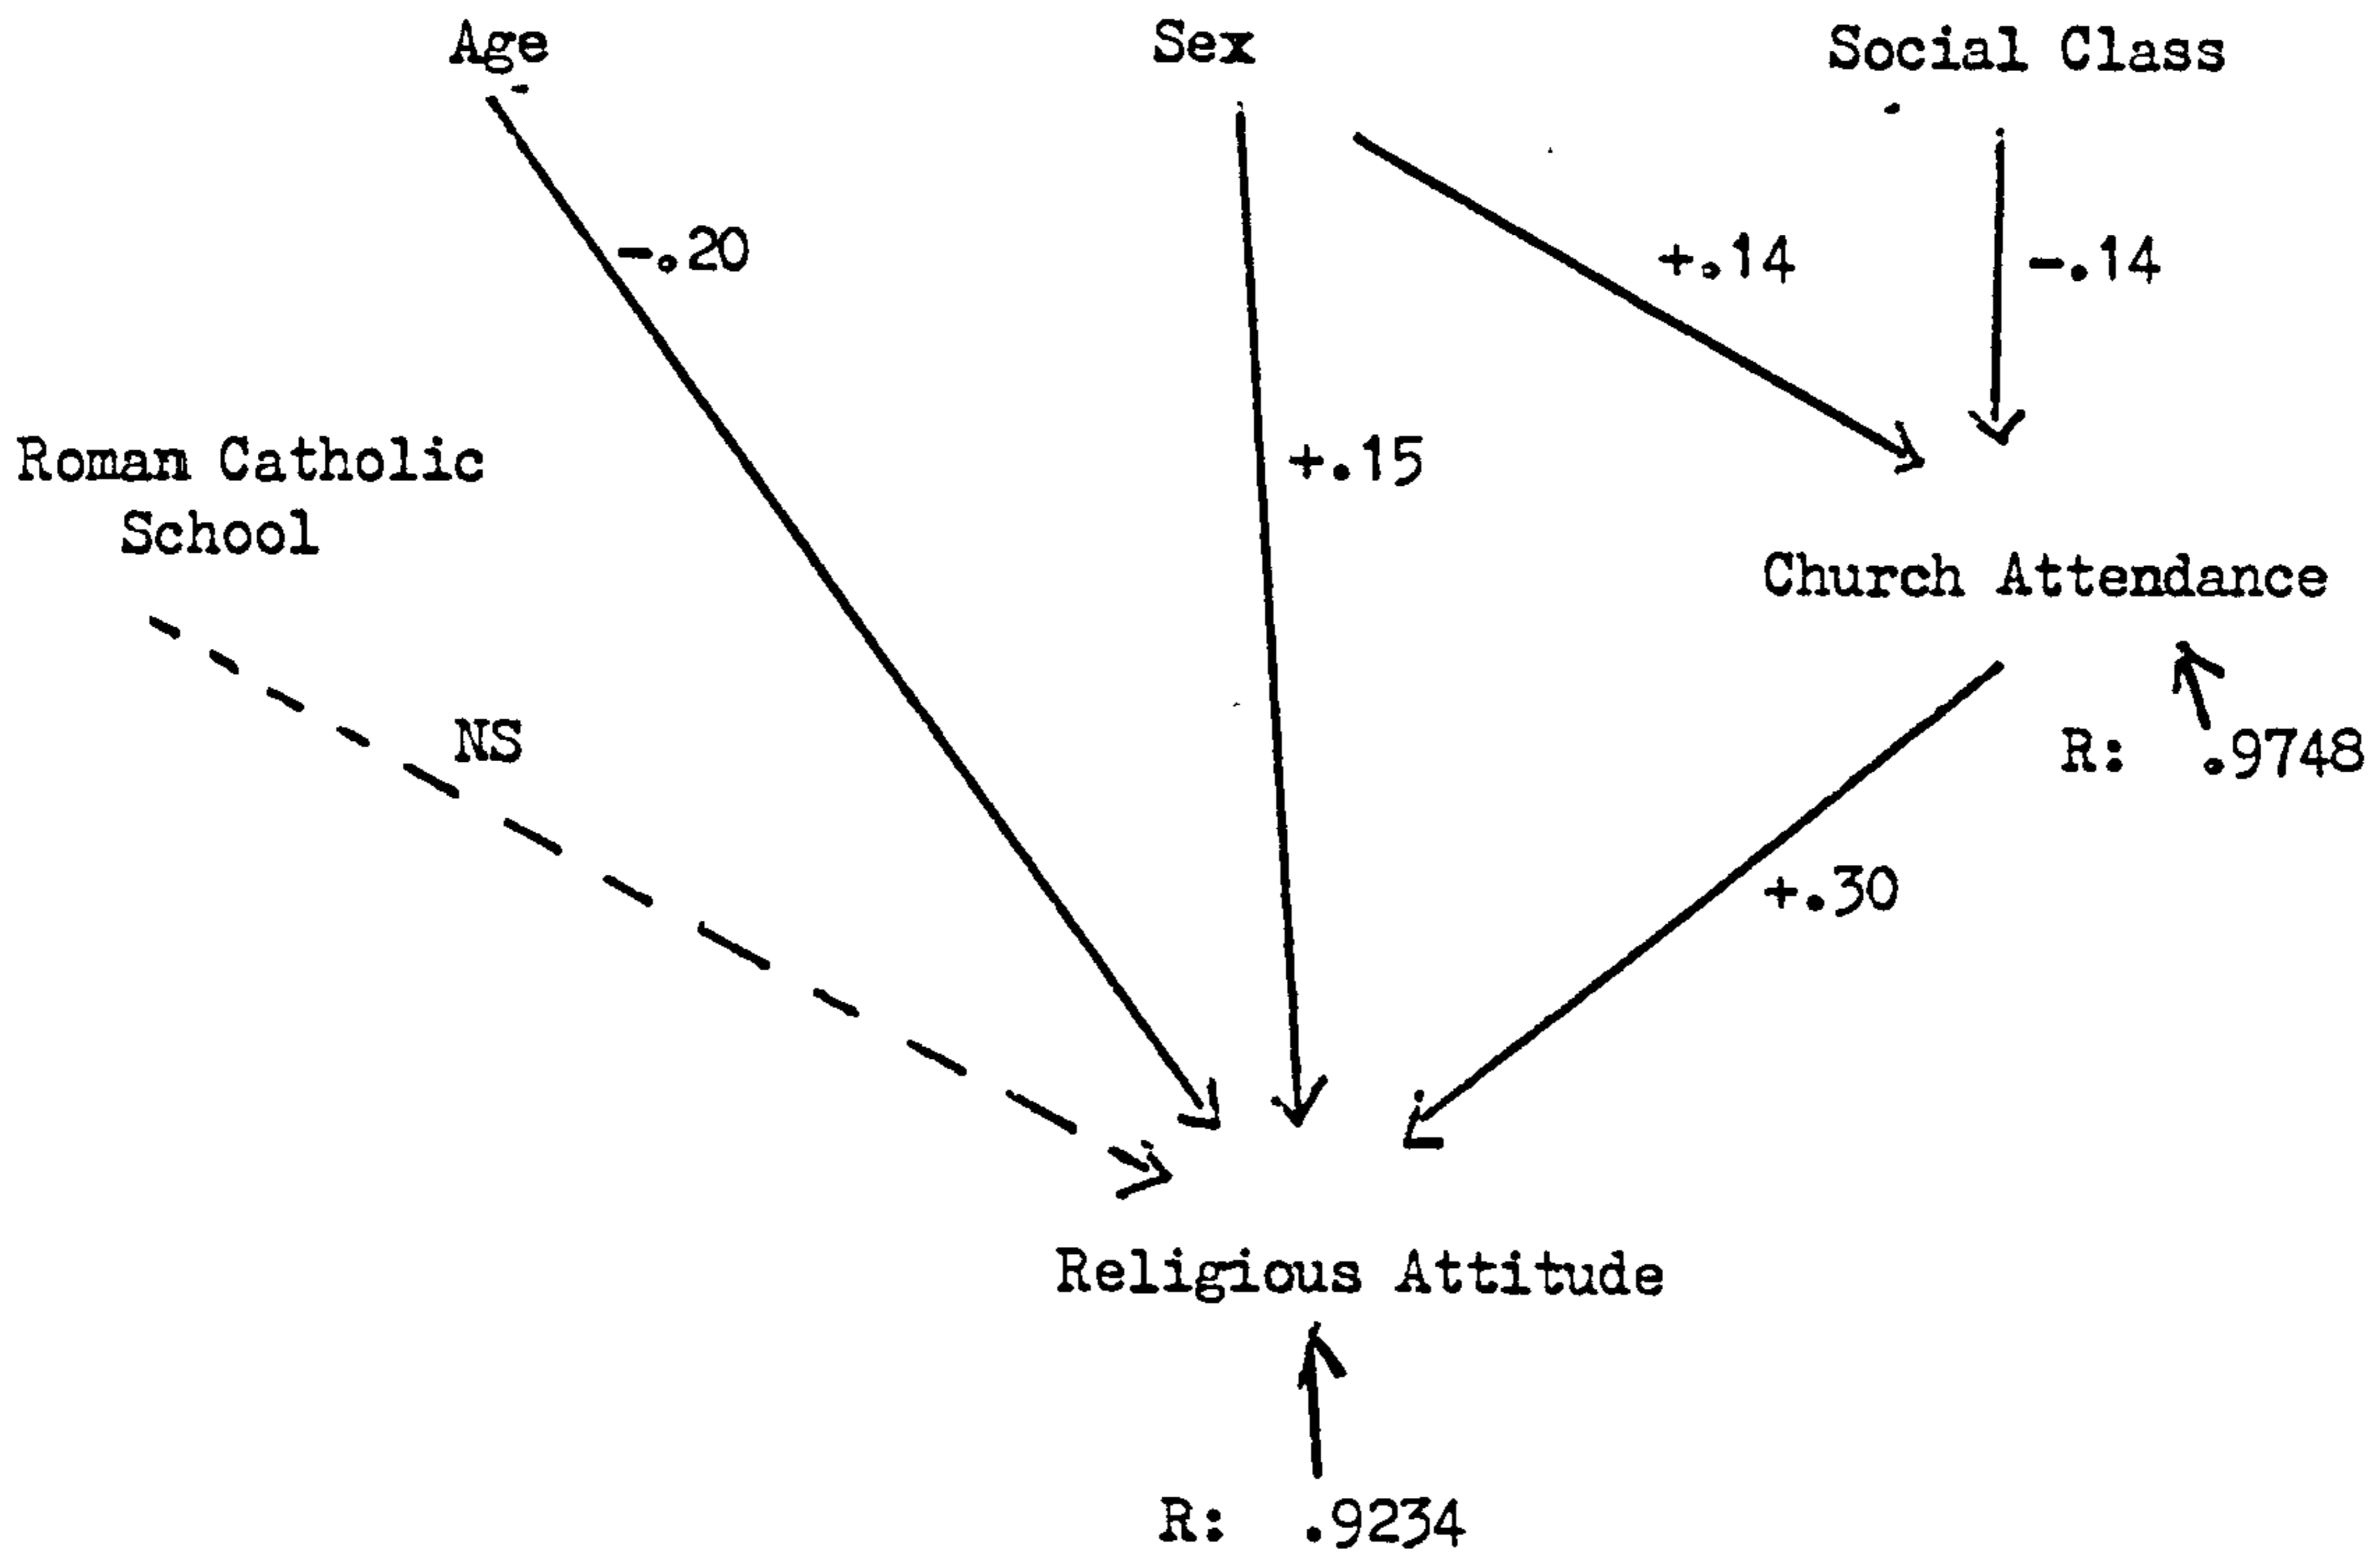 Age
Sex
Social Class
-.20
+.14
-.14
Roman Catholic
School
+.15
Church Attendance
NS
R: .9748
+.30
Religious Attitude
R: .9234